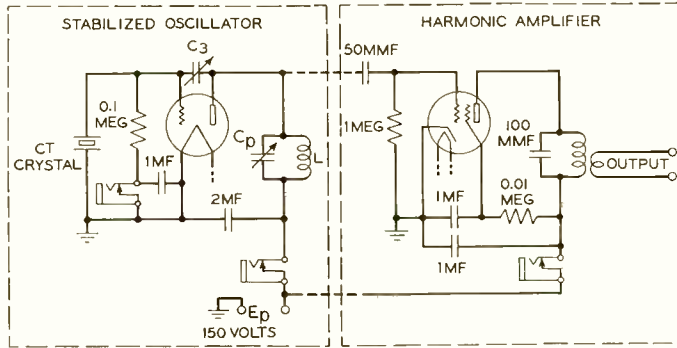 STABILIZED OSCILLATOR
HARMONIC AMPLIFIER
C3
50MMF
0.1
MEG
CT
CRYSTAL
1MF
Cp
L
2MF
1MEG
100
MMF
OUTPUT
1MF
0.01
MEG
1MF
Ep
150 VOLTS